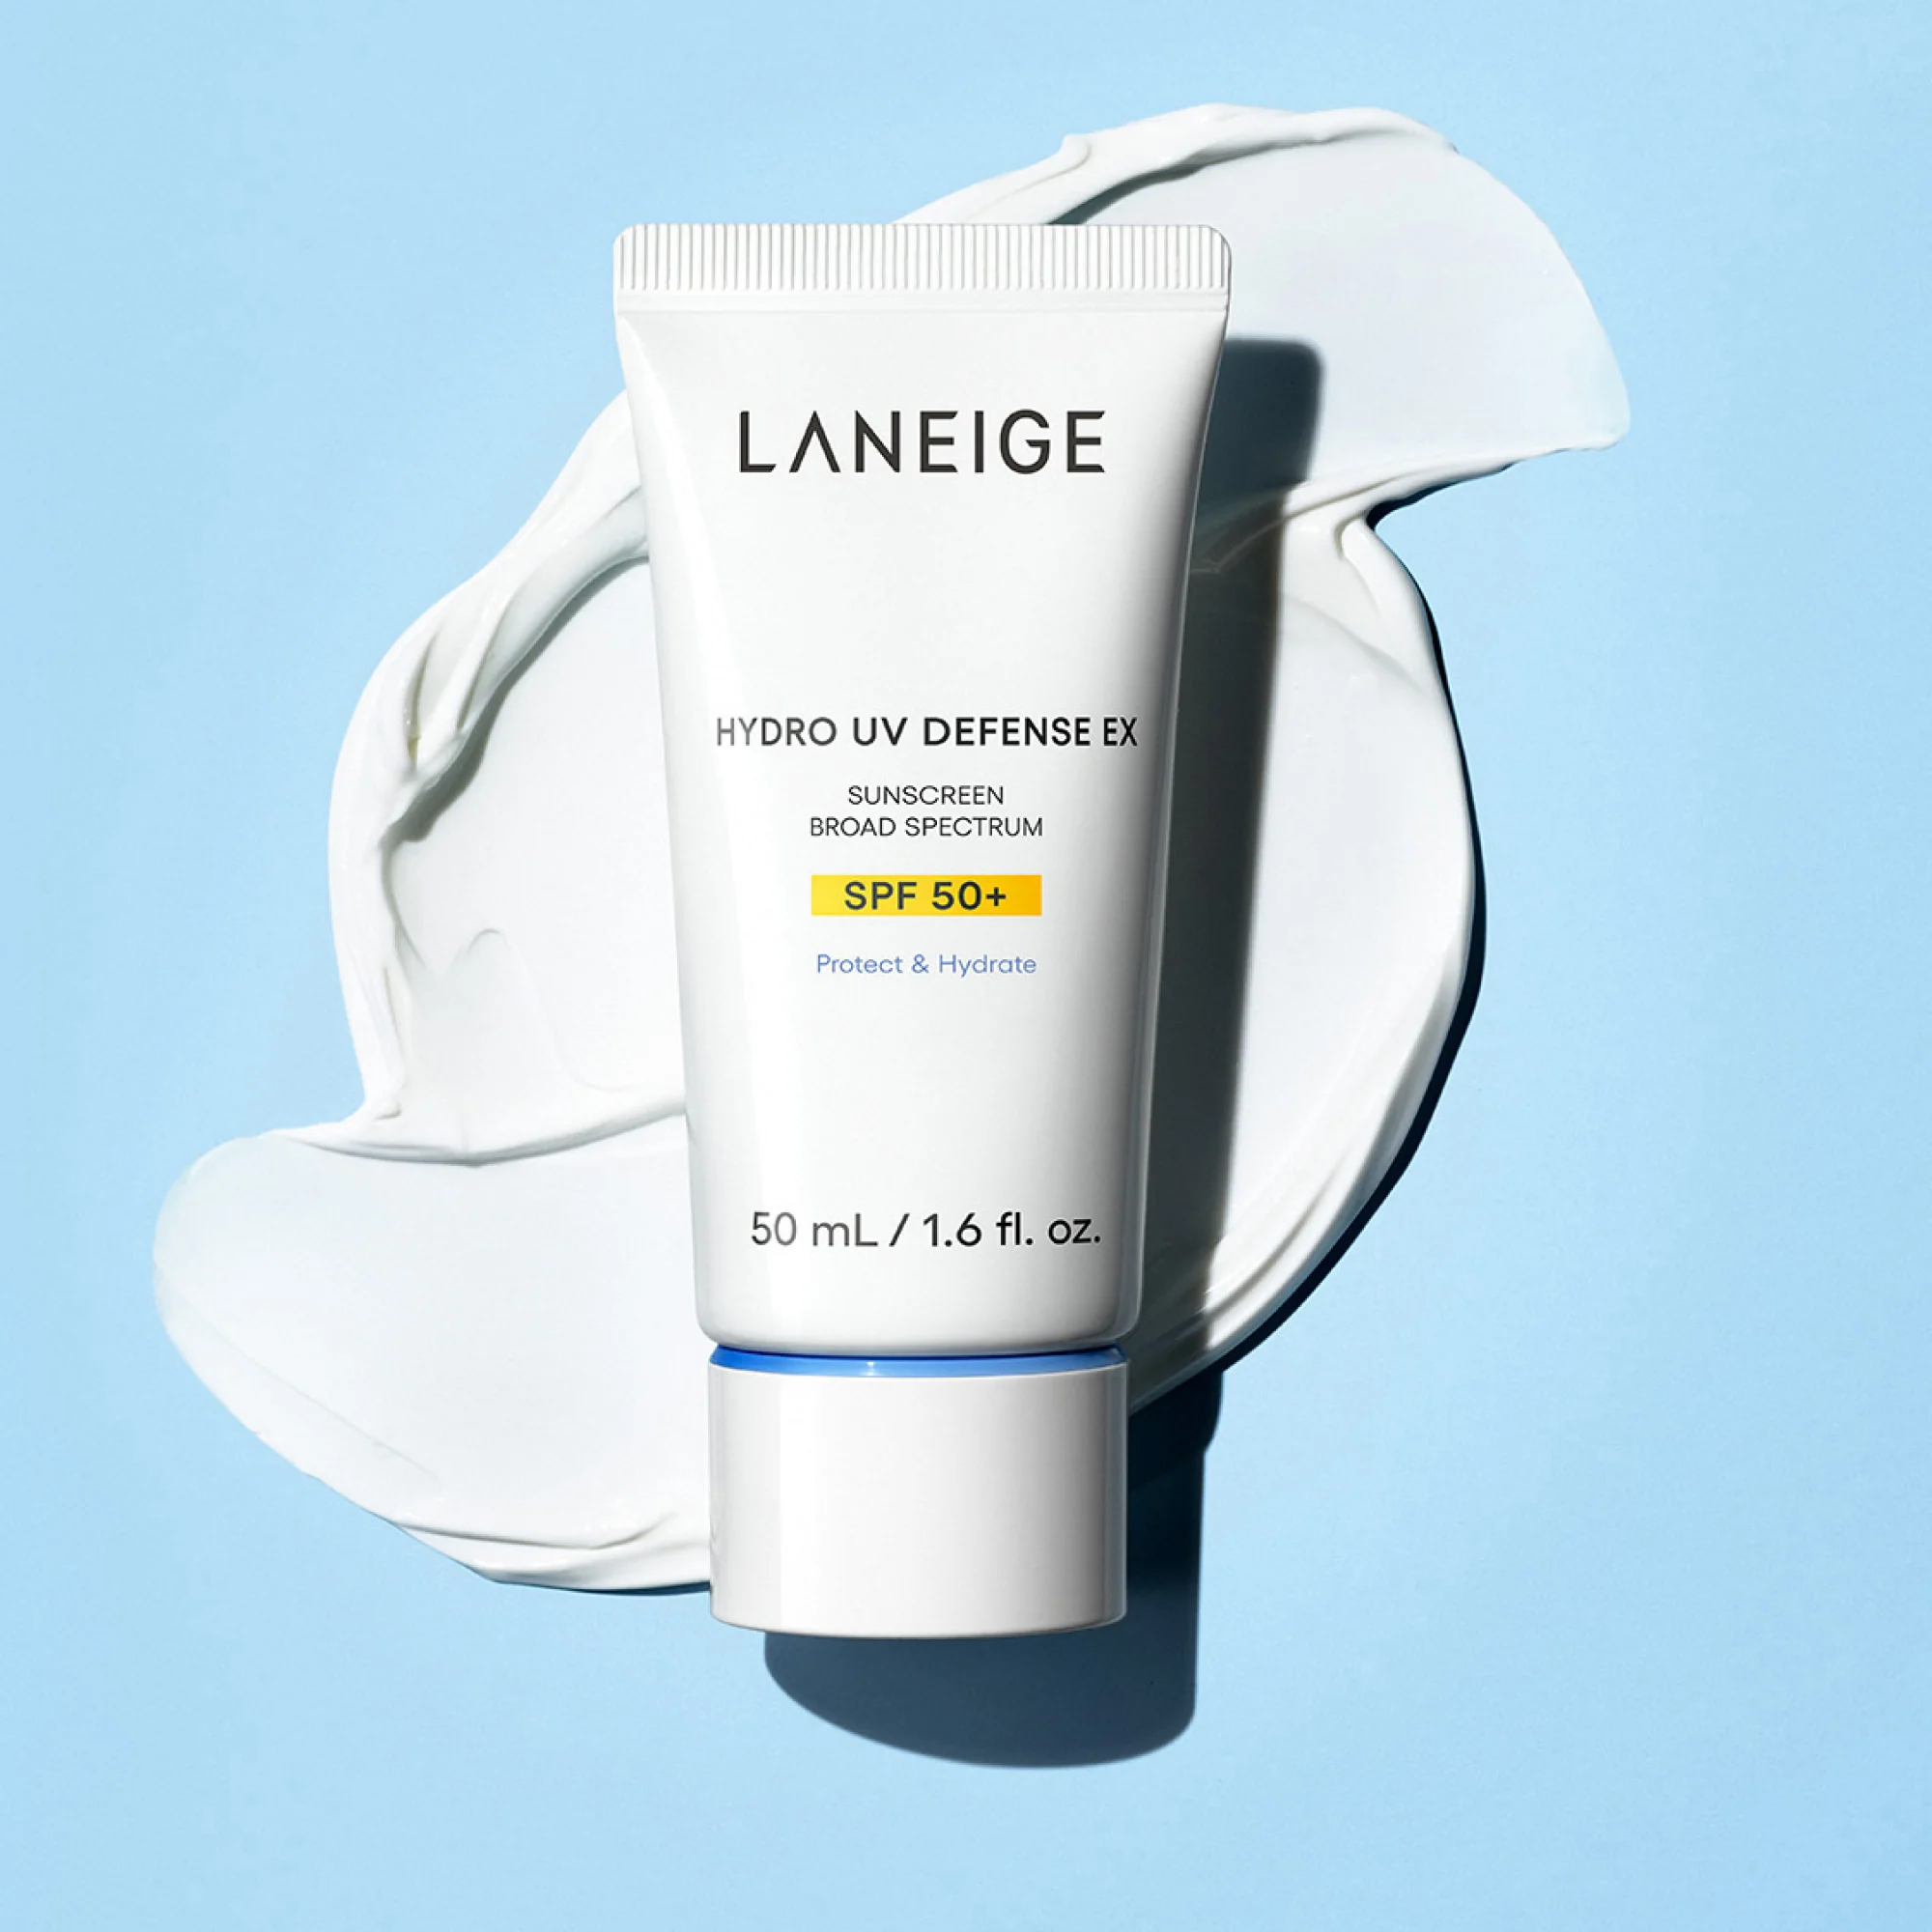 LANEIGE
HYDRO UV DEFENSE EX
SUNSCREEN
BROAD SPECTRUM
SPF 50+
Protect & Hydrate
50 mL / 1.6 fl. oz.